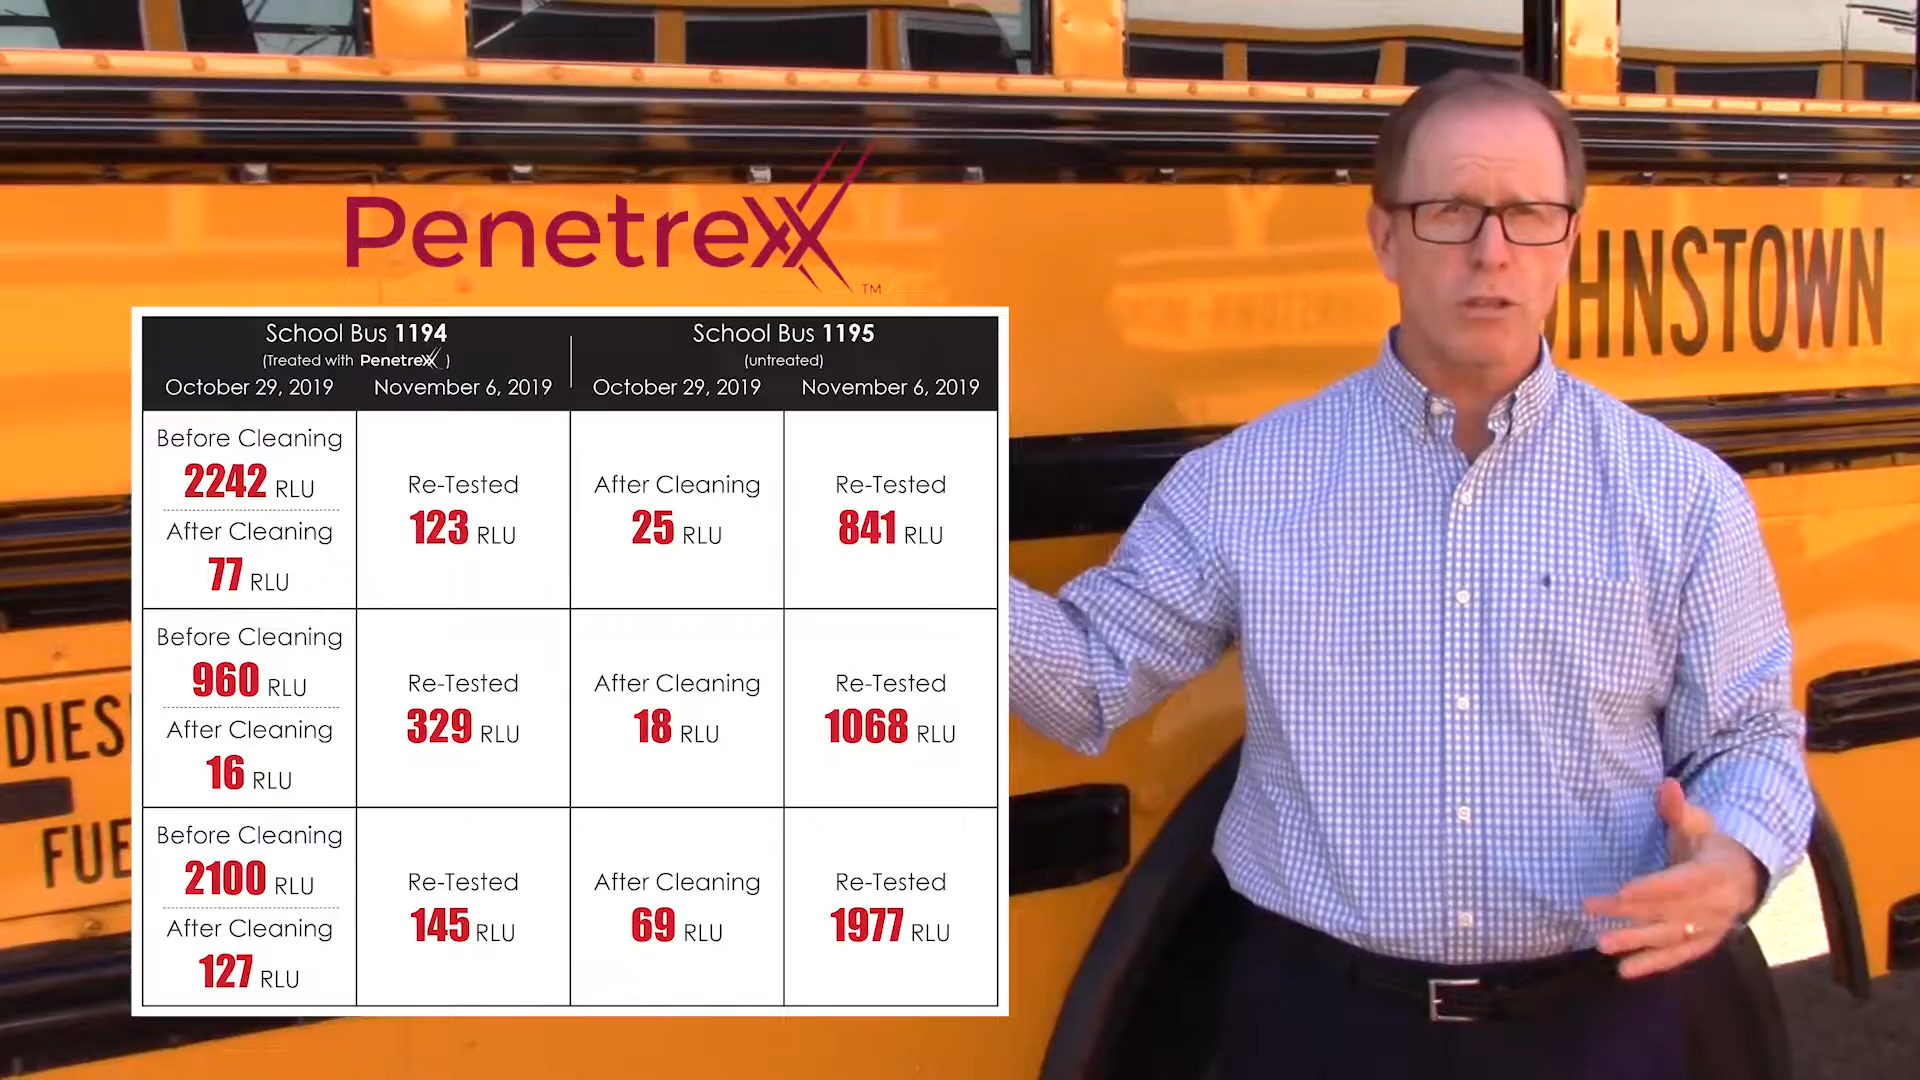 Penetrexx™
School Bus 1194
(Treated with Penetrexx)
October 29, 2019
November 6, 2019
School Bus 1195
(untreated)
October 29, 2019
November 6, 2019
Before Cleaning
2242 RLU
After Cleaning
77 RLU
Re-Tested
123 RLU
After Cleaning
25 RLU
Re-Tested
841 RLU
Before Cleaning
960 RLU
After Cleaning
16 RLU
Re-Tested
329 RLU
After Cleaning
18 RLU
Re-Tested
1068 RLU
Before Cleaning
2100 RLU
After Cleaning
127 RLU
Re-Tested
145 RLU
After Cleaning
69 RLU
Re-Tested
1977 RLU
HNSTOWN
DIES
FUE